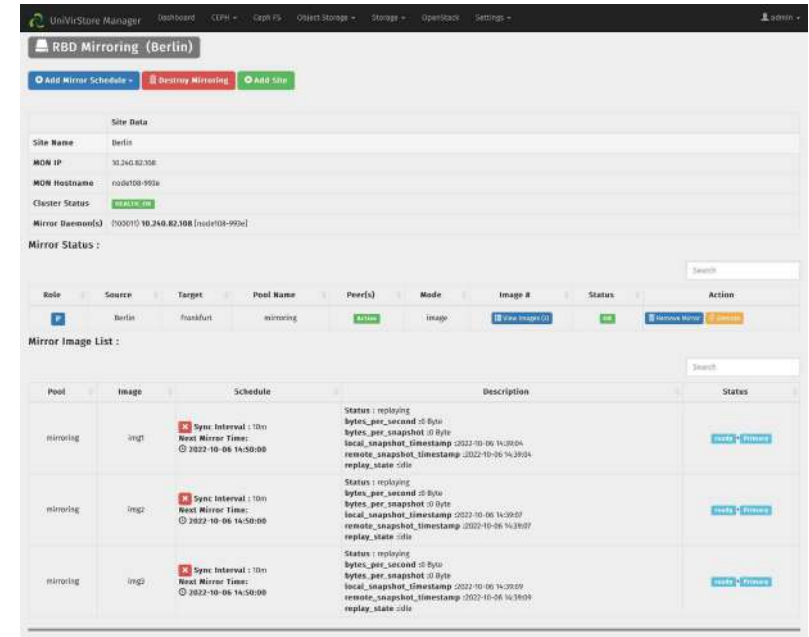 UniVirStore Manager Dashboard CEPH Ceph FS Object Storage Storage OpenStack Settings admin
RBD Mirroring (Berlin)
Add Mirror Schedule Destroy Mirroring Add Site
Site Data
Site Name Berlin
MON IP 10.240.82.108
MON Hostname node108-993e
Cluster Status HEALTH_OK
Mirror Daemon(s) (100011) 10.240.82.108 [node108-993e]
Mirror Status :
Search
Role Source Target Pool Name Peer(s) Mode Image # Status Action
P Berlin Frankfurt mirroring Active image View Images (3) OK Remove Mirror Demote
Mirror Image List :
Search
Pool Image Schedule Description Status
Status : replaying
bytes_per_second :0 Byte
Sync Interval : 10m bytes_per_snapshot :0 Byte
mirroring img1 Next Mirror Time: local_snapshot_timestamp :2022-10-06 14:39:04 ready Primary
2022-10-06 14:50:00 remote_snapshot_timestamp :2022-10-06 14:39:04
replay_state :idle
Status : replaying
bytes_per_second :0 Byte
Sync Interval : 10m bytes_per_snapshot :0 Byte
mirroring img2 Next Mirror Time: local_snapshot_timestamp :2022-10-06 14:39:07 ready Primary
2022-10-06 14:50:00 remote_snapshot_timestamp :2022-10-06 14:39:07
replay_state :idle
Status : replaying
bytes_per_second :0 Byte
Sync Interval : 10m bytes_per_snapshot :0 Byte
mirroring img3 Next Mirror Time: local_snapshot_timestamp :2022-10-06 14:39:09 ready Primary
2022-10-06 14:50:00 remote_snapshot_timestamp :2022-10-06 14:39:09
replay_state :idle